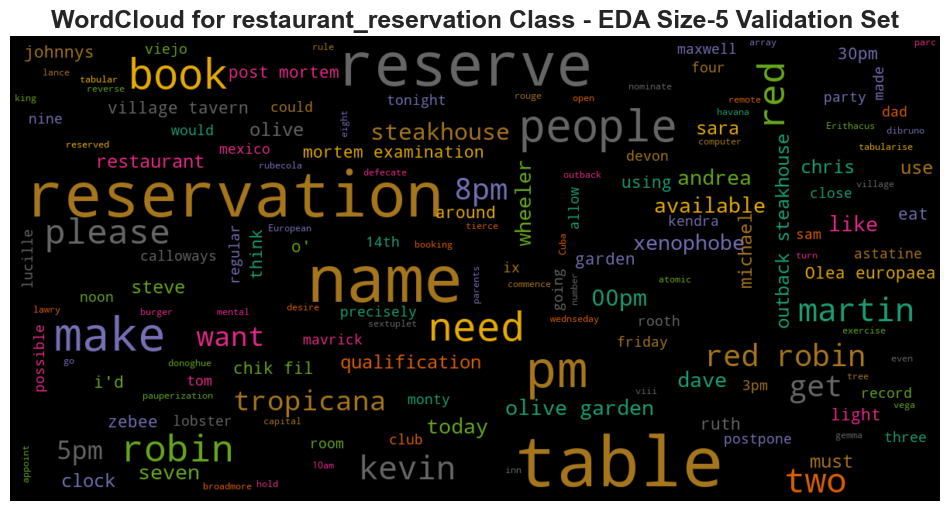 WordCloud for restaurant_reservation Class - EDA Size-5 Validation Set
johnnys
viejo
book
post mortem
reserve
maxwell
array
30pm
parc
rule
lance
tabular
reverse
four
made
red
king
village tavern
could
tonight
rouge
open
nominate
remote
party
dad
nine
would
olive
eight
steakhouse
people
havana
sara
computer
Erithacus
dibruno
reserved
restaurant
mexico
mortem examination
devon
tabularise
rubecola
defecate
outback
village
chris
use
reservation
8pm
wheeler
allow
using
andrea
close
outback steakhouse
around
available
eat
please
European
tierce
kendra
michael
like
lucille
regular
think
o'
14th
booking
Cuba
xenophobe
sam
calloways
garden
turn
astatine
name
parents
ix
going
number
atomic
Olea europaea
noon
steve
desire
commence
00pm
martin
lawry
burger
mental
precisely
sextuplet
wednesday
rooth
exercise
make
want
mavrick
need
friday
possible
go
donoghue
chik fil
qualification
pm
red robin
even
i'd
tom
dave
3pm
get
tree
pauperization
tropicana
monty
viii
record
zebee
lobster
capital
olive garden
light
vega
5pm
robin
room
club
today
ruth
postpone
gemma
three
appoint
seven
10am
kevin
inn
table
must
clock
broadmore
hold
two